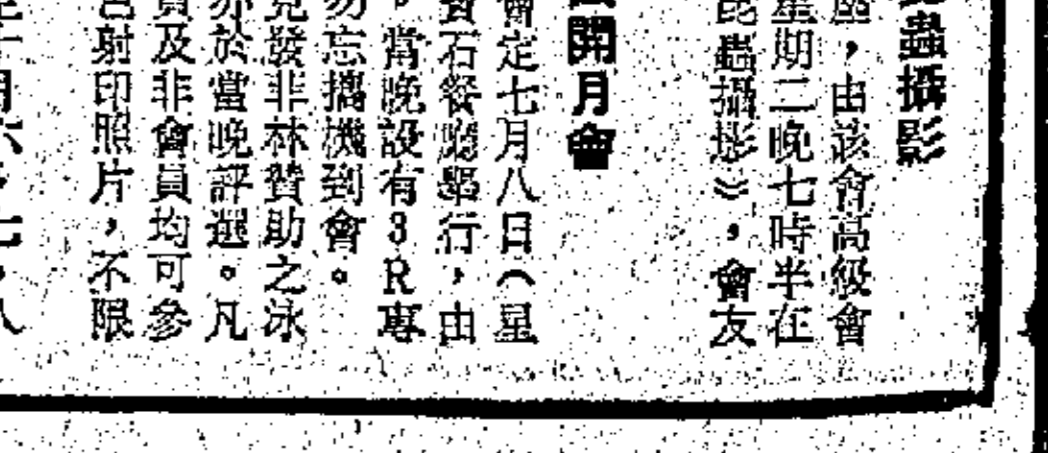 蟲攝影
座，由該會高級會
星期二晚七時半在
昆蟲攝影》，會友
開月會
會定七月八日（星
寶石餐廳舉行，由
，當晚設有3R專
勿忘攜機到會。
發非林贊助之泳
亦於當晚評選。凡
員及非會員均可參
射印照片，不限